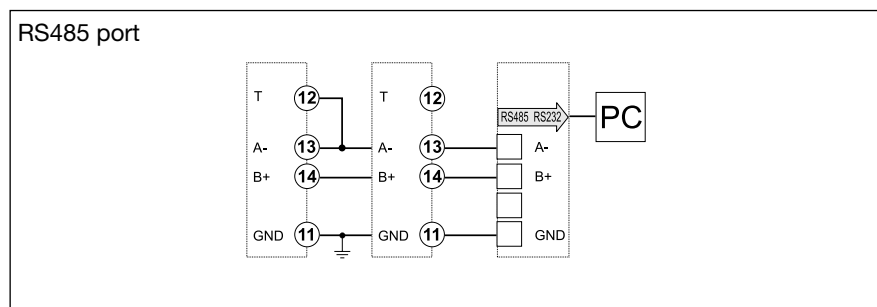 RS485 port
T 12 T 12
RS485 RS232 PC
A- 13 A- 13 A-
B+ 14 B+ 14 B+
GND 11 GND 11 GND